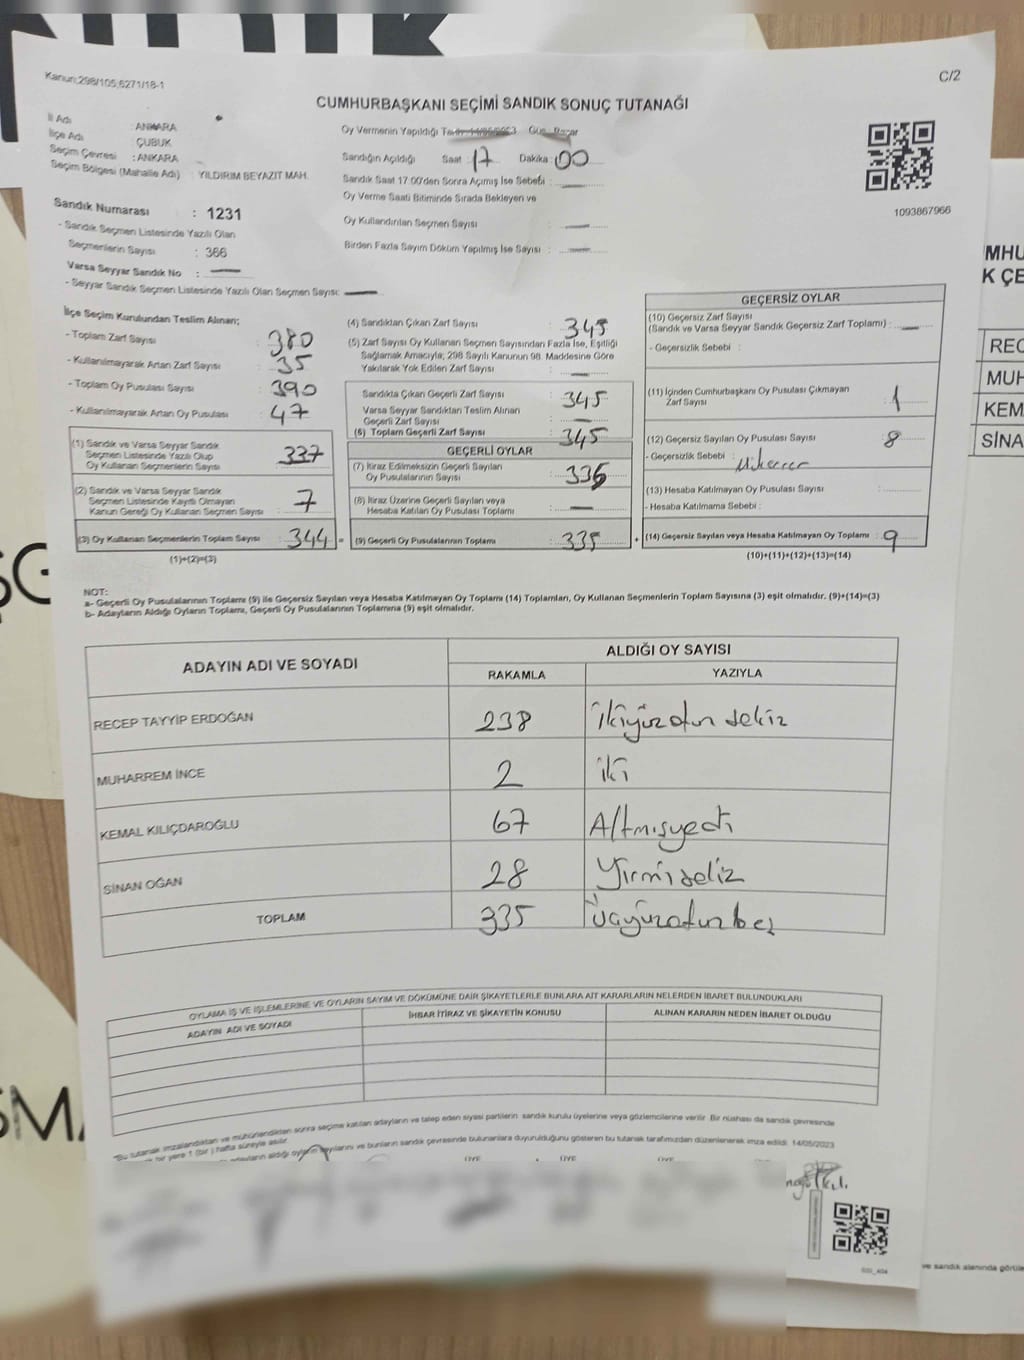 Kanun;298/105,6271/18-1
C/2
CUMHURBAŞKANI SEÇİMİ SANDIK SONUÇ TUTANAĞI
İl Adı : ANKARA
İlçe Adı : ÇUBUK
Seçim Çevresi : ANKARA
Seçim Bölgesi (Mahalle Adı) : YILDIRIM BEYAZIT MAH.
Sandık Numarası : 1231
- Sandık Seçmen Listesinde Yazılı Olan
Seçmenlerin Sayısı : 366
Varsa Seyyar Sandık No :
- Seyyar Sandık Seçmen Listesinde Yazılı Olan Seçmen Sayısı:
Oy Vermenin Yapıldığı
Sandığın Açıldığı Saat : 17 Dakika : 00
Sandık Saat 17:00'den Sonra Açımış İse Sebebi :
Oy Verme Saati Bitiminde Sırada Bekleyen ve
Oy Kullandırılan Seçmen Sayısı :
Birden Fazla Sayım Döküm Yapılmış İse Sayısı :
1093867966
İlçe Seçim Kurulundan Teslim Alınan;
- Toplam Zarf Sayısı : 380
- Kullanılmayarak Artan Zarf Sayısı : 35
- Toplam Oy Pusulası Sayısı : 390
- Kullanılmayarak Artan Oy Pusulası : 47
(1) Sandık ve Varsa Seyyar Sandık
Seçmen Listesinde Yazılı Olup
Oy Kullanan Seçmenlerin Sayısı : 337
(2) Sandık ve Varsa Seyyar Sandık
Seçmen Listesinde Kayıtlı Olmayan
Kanun Gereği Oy Kullanan Seçmen Sayısı : 7
(3) Oy Kullanan Seçmenlerin Toplam Sayısı : 344 =
(1)+(2)=(3)
(4) Sandıktan Çıkan Zarf Sayısı : 345
(5) Zarf Sayısı Oy Kullanan Seçmen Sayısından Fazla İse, Eşitliği
Sağlamak Amacıyla; 298 Sayılı Kanunun 98. Maddesine Göre
Yakılarak Yok Edilen Zarf Sayısı :
Sandıkta Çıkan Geçerli Zarf Sayısı : 345
Varsa Seyyar Sandıktan Teslim Alınan
Geçerli Zarf Sayısı :
(6) Toplam Geçerli Zarf Sayısı : 345
GEÇERLİ OYLAR
(7) İtiraz Edilmeksizin Geçerli Sayılan
Oy Pusulalarının Sayısı : 335
(8) İtiraz Üzerine Geçerli Sayılan veya
Hesaba Katılan Oy Pusulası Toplamı :
(9) Geçerli Oy Pusulalarının Toplamı : 335 +
GEÇERSİZ OYLAR
(10) Geçersiz Zarf Sayısı
(Sandık ve Varsa Seyyar Sandık Geçersiz Zarf Toplamı) :
- Geçersizlik Sebebi :
(11) İçinden Cumhurbaşkanı Oy Pusulası Çıkmayan
Zarf Sayısı : 1
(12) Geçersiz Sayılan Oy Pusulası Sayısı : 8
- Geçersizlik Sebebi : Mükerrer
(13) Hesaba Katılmayan Oy Pusulası Sayısı :
- Hesaba Katılmama Sebebi :
(14) Geçersiz Sayılan veya Hesaba Katılmayan Oy Toplamı : 9
(10)+(11)+(12)+(13)=(14)
NOT:
a- Geçerli Oy Pusulalarının Toplamı (9) ile Geçersiz Sayılan veya Hesaba Katılmayan Oy Toplamı (14) Toplamları, Oy Kullanan Seçmenlerin Toplam Sayısına (3) eşit olmalıdır. (9)+(14)=(3)
b- Adayların Aldığı Oyların Toplamı, Geçerli Oy Pusulalarının Toplamına (9) eşit olmalıdır.
ADAYIN ADI VE SOYADI
ALDIĞI OY SAYISI
RAKAMLA YAZIYLA
RECEP TAYYİP ERDOĞAN 238 İkiyüzotuzsekiz
MUHARREM İNCE 2 iki
KEMAL KILIÇDAROĞLU 67 Altmışyedi
SİNAN OĞAN 28 Yirmisekiz
TOPLAM 335 Üçyüzotuzbeş
OYLAMA İŞ VE İŞLEMLERİNE VE OYLARIN SAYIM VE DÖKÜMÜNE DAİR ŞİKAYETLERLE BUNLARA AİT KARARLARIN NELERDEN İBARET BULUNDUKLARI
ADAYIN ADI VE SOYADI İHBAR İTİRAZ VE ŞİKAYETİN KONUSU ALINAN KARARIN NEDEN İBARET OLDUĞU
"Bu tutanak imzalandıktan ve mühürlendikten sonra seçime katılan adayların ve talep eden siyasi partilerin sandık kurulu üyelerine veya gözlemcilerine verilir. Bir nüshası da sandık çevresinde
bir yere 1 (bir) hafta süreyle asılır.
adayların aldığı oyların sayılarını ve bunların sandık çevresinde bulunanlara duyurulduğunu gösteren bu tutanak tarafımızdan düzenlenerek imza edildi. 14/05/2023
ÜYE ÜYE
MHU
K ÇE
REC
MUH
KEM
SİNA
ve sandık alanında görüle